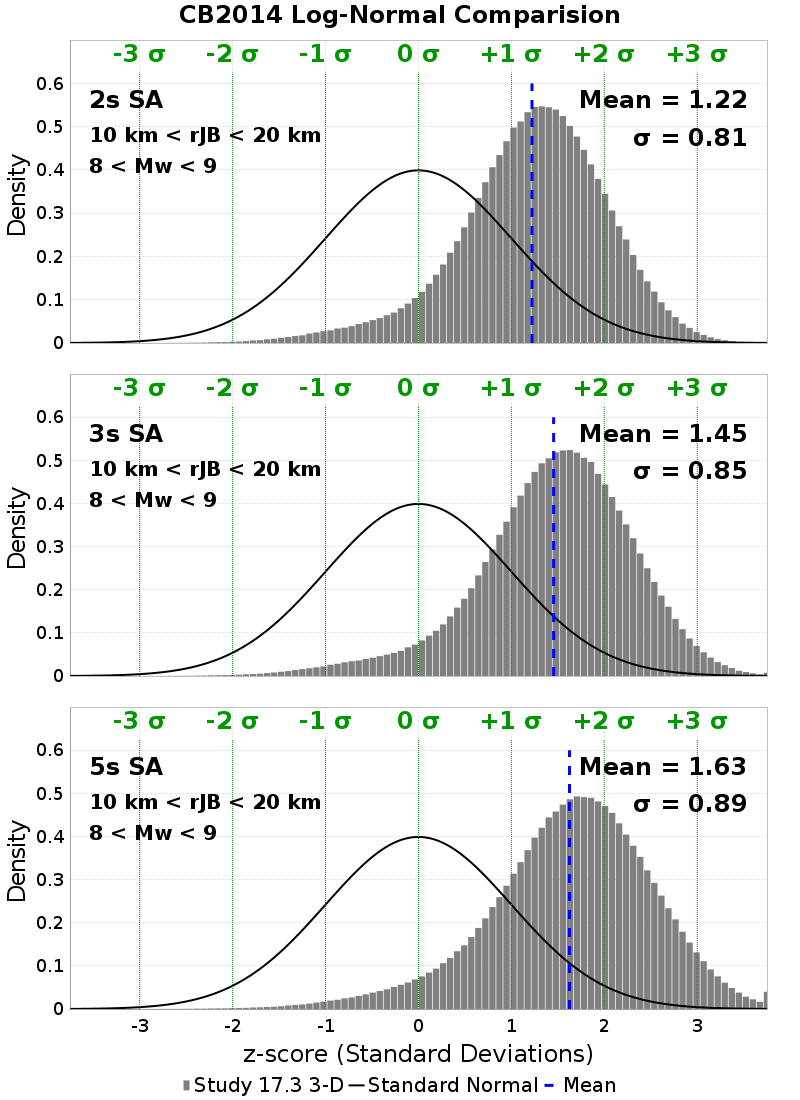 CB2014 Log-Normal Comparision
-3 σ -2 σ -1 σ 0 σ +1 σ +2 σ +3 σ
0.6
2s SA Mean = 1.22
0.5
10 km < rJB < 20 km σ = 0.81
8 < Mw < 9
0.4
Density
0.3
0.2
0.1
0
-3 σ -2 σ -1 σ 0 σ +1 σ +2 σ +3 σ
0.6
3s SA Mean = 1.45
0.5
10 km < rJB < 20 km σ = 0.85
8 < Mw < 9
0.4
Density
0.3
0.2
0.1
0
-3 σ -2 σ -1 σ 0 σ +1 σ +2 σ +3 σ
0.6
5s SA Mean = 1.63
0.5
10 km < rJB < 20 km σ = 0.89
8 < Mw < 9
0.4
Density
0.3
0.2
0.1
0
-3 -2 -1 0 1 2 3
z-score (Standard Deviations)
Study 17.3 3-D Standard Normal Mean